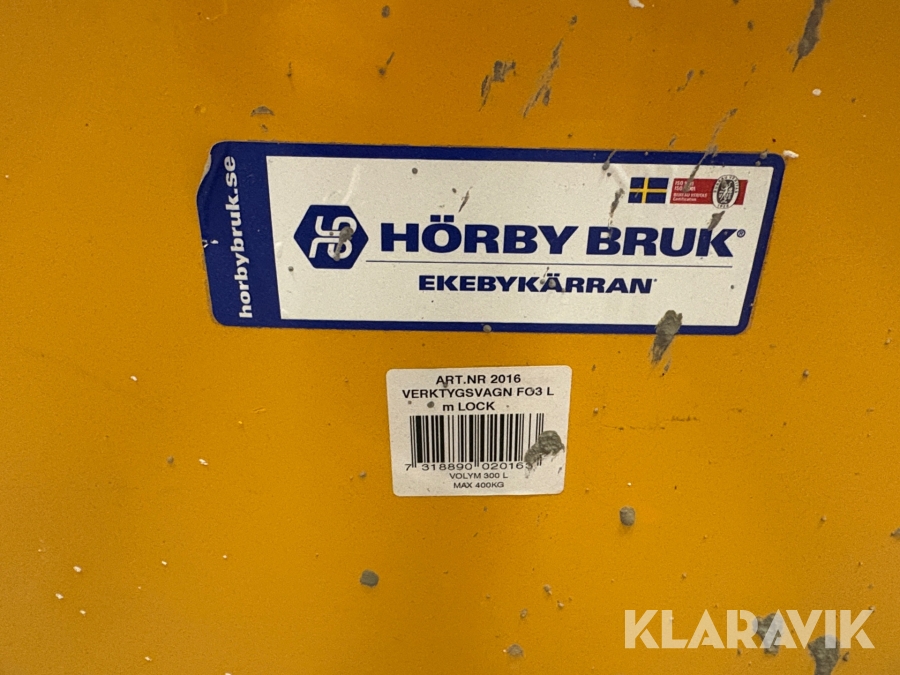 horbybruk.se
HÖRBY BRUK®
EKEBYKÄRRAN
ART.NR 2016
VERKTYGSVAGN FO3 L
m LOCK
7 318890 020163
VOLYM 300 L
MAX 400KG
KLARAVIK